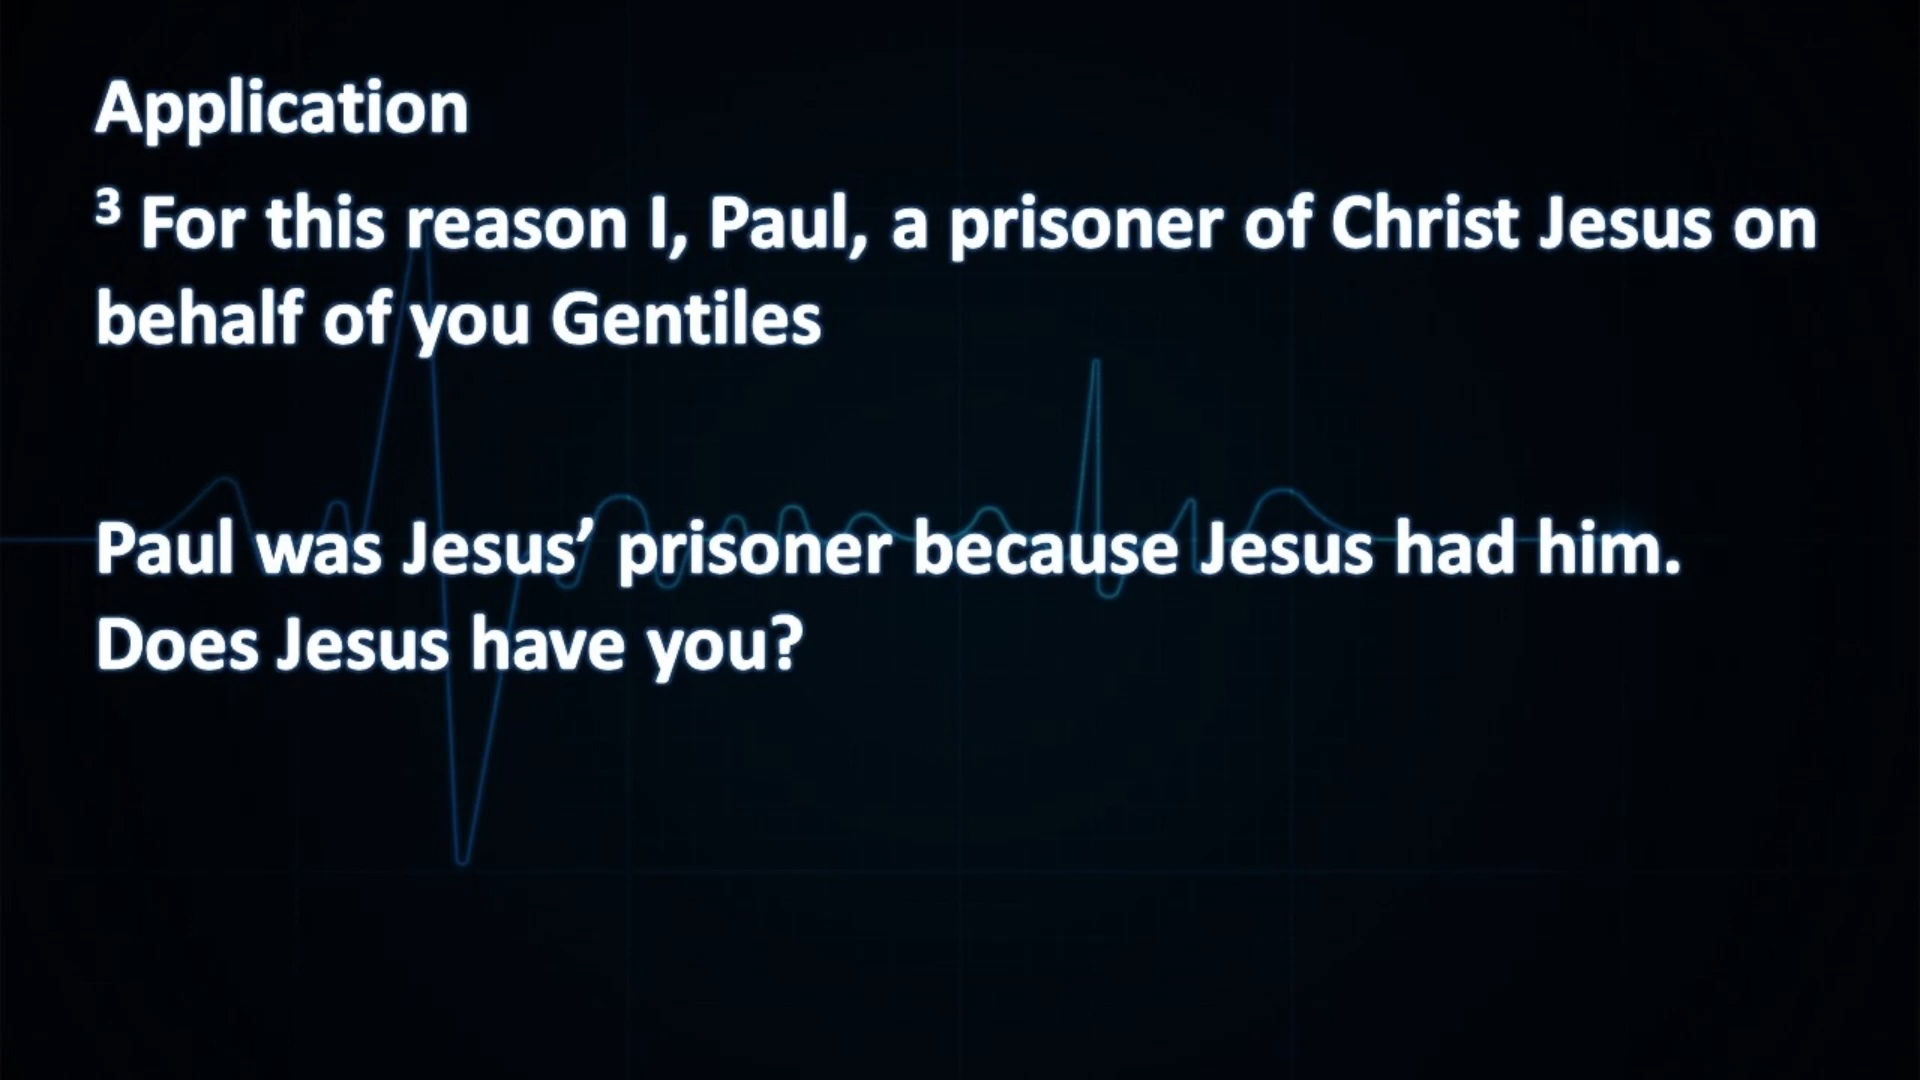 Application
³ For this reason I, Paul, a prisoner of Christ Jesus on
behalf of you Gentiles
Paul was Jesus’ prisoner because Jesus had him.
Does Jesus have you?